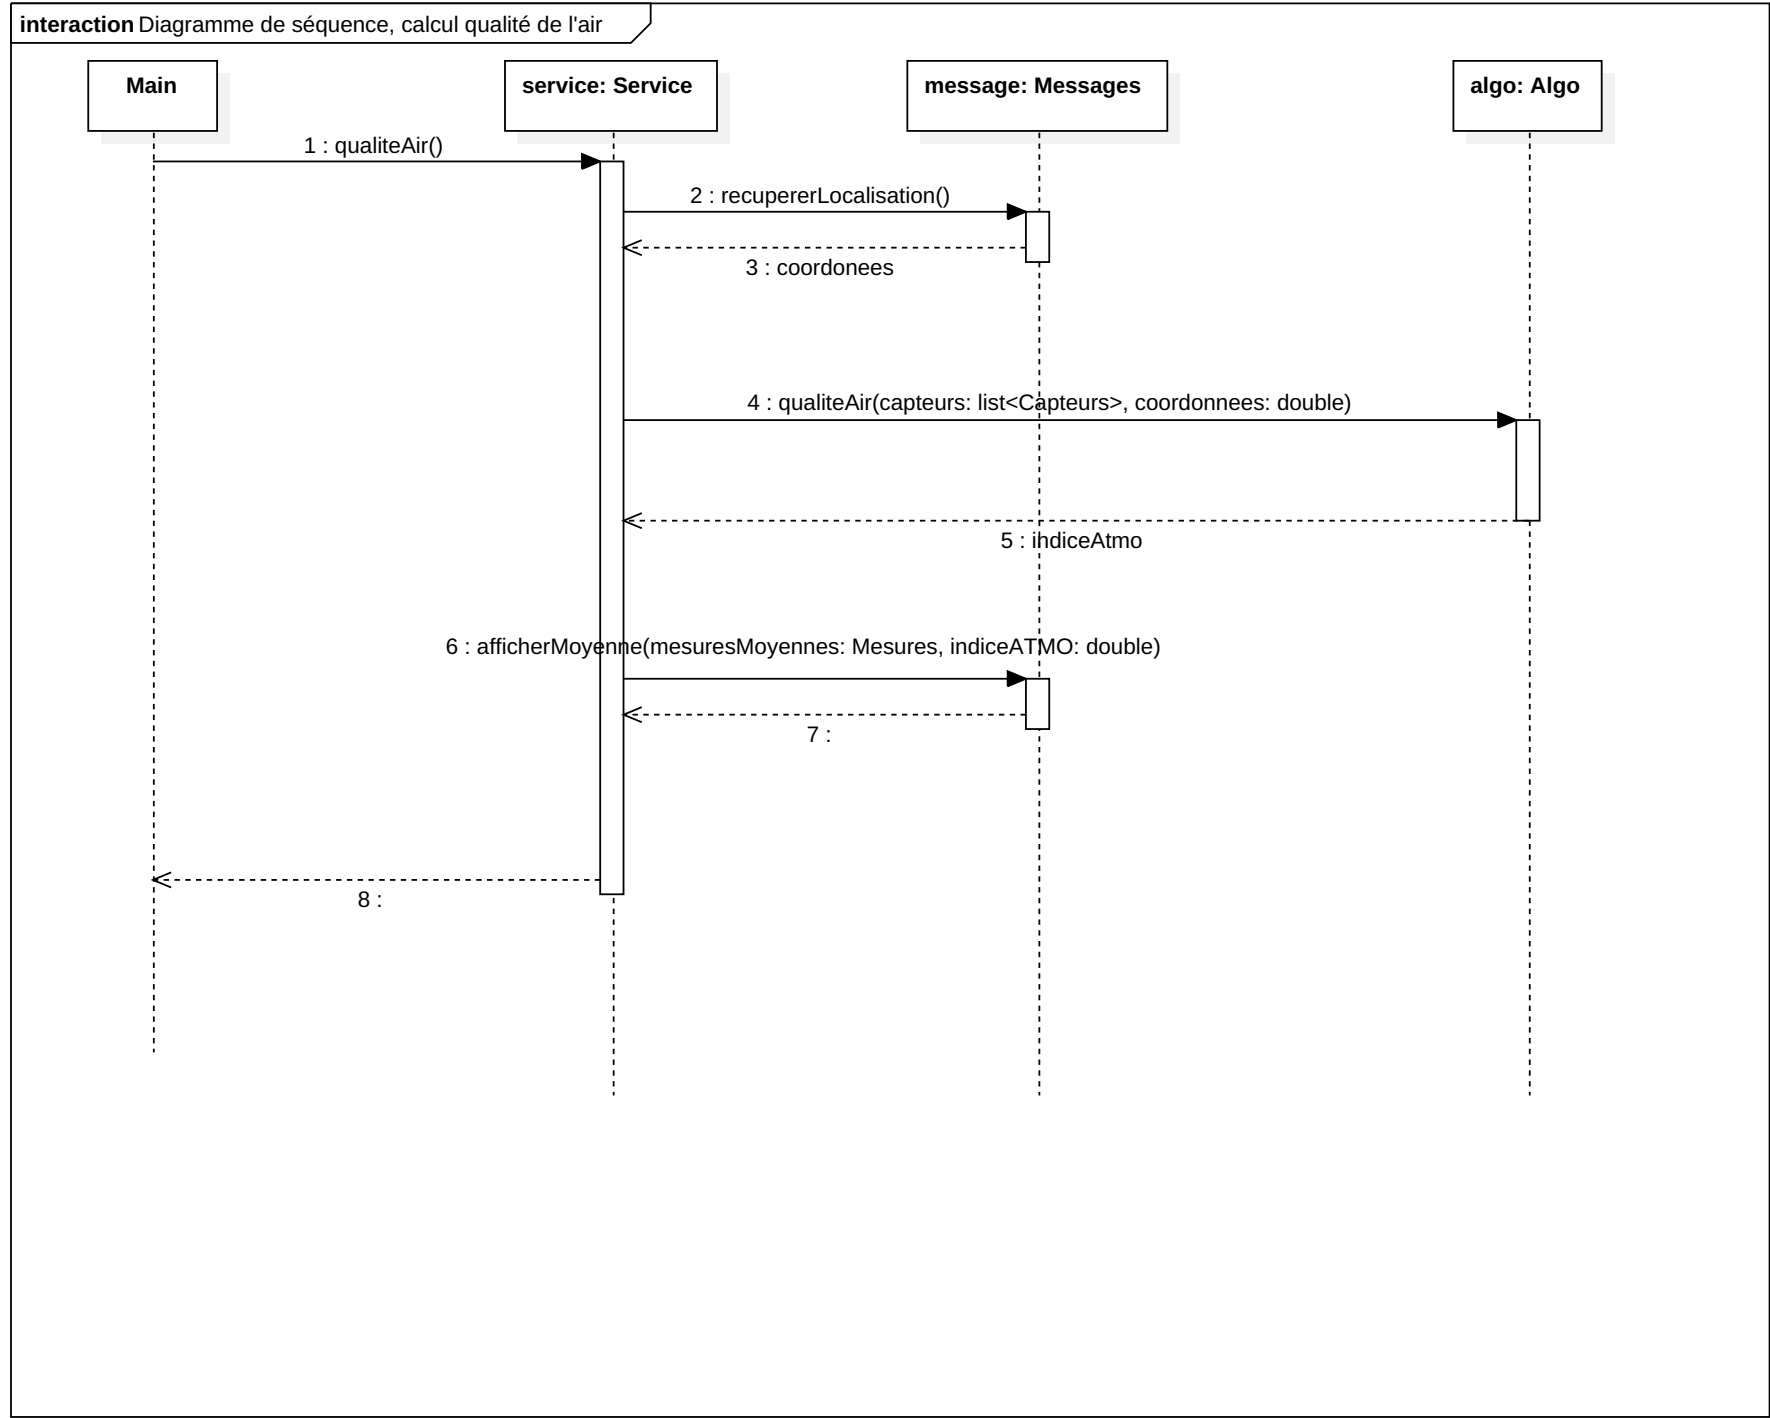 interaction Diagramme de séquence, calcul qualité de l'air
Main
service: Service
message: Messages
algo: Algo
1 : qualiteAir()
2 : recupererLocalisation()
3 : coordonees
4 : qualiteAir(capteurs: list<Capteurs>, coordonnees: double)
5 : indiceAtmo
6 : afficherMoyenne(mesuresMoyennes: Mesures, indiceATMO: double)
7 :
8 :